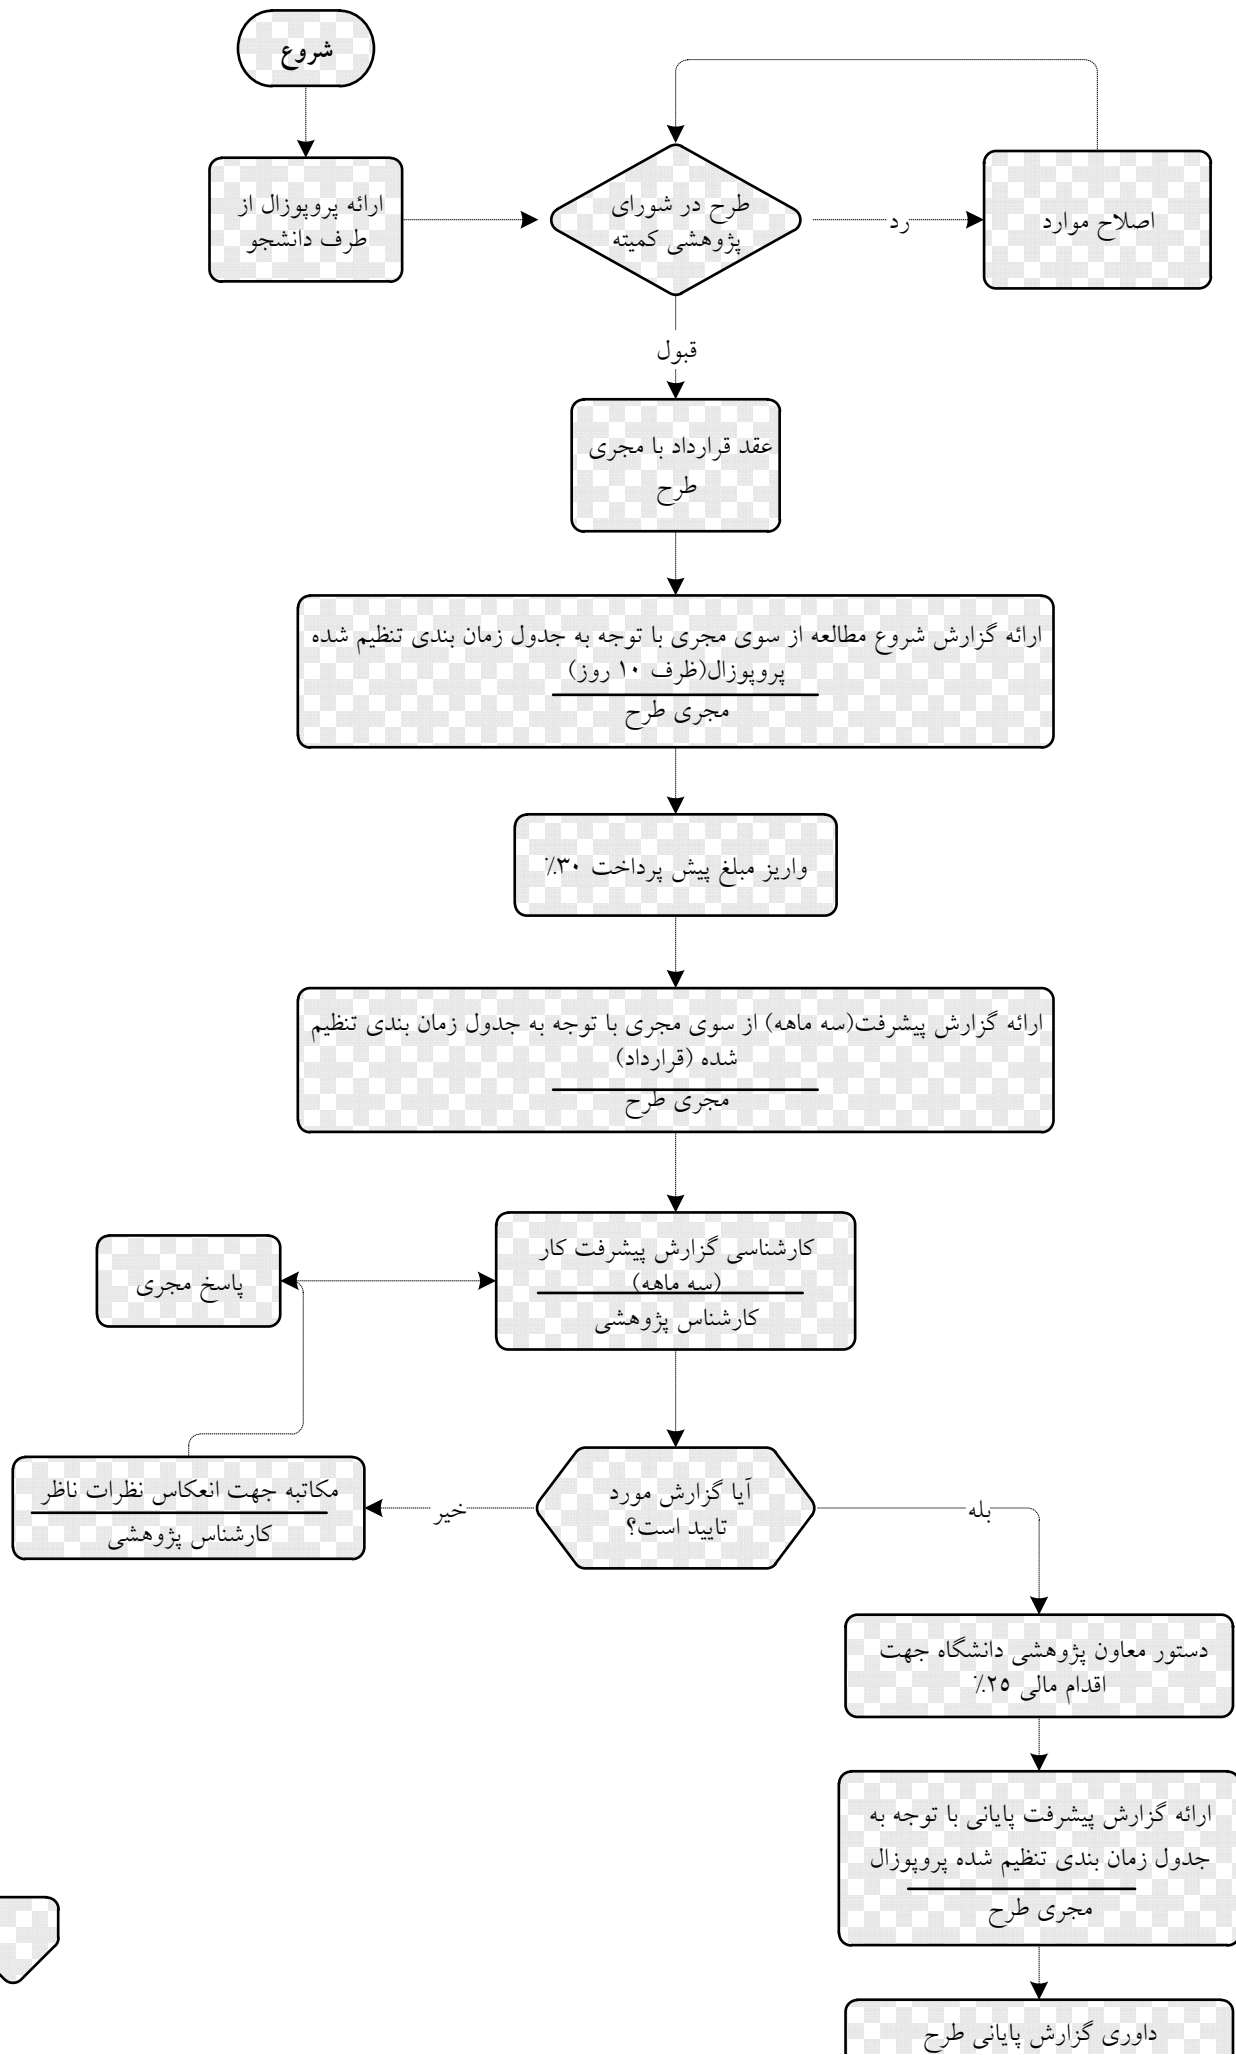 شروع
ارائه پروپوزال از
طرف دانشجو
طرح در شورای
پژوهشی کمیته
رد
اصلاح موارد
قبول
عقد قرارداد با مجری
طرح
ارائه گزارش شروع مطالعه از سوی مجری با توجه به جدول زمان بندی تنظیم شده
پروپوزال(ظرف ۱۰ روز)
مجری طرح
واریز مبلغ پیش پرداخت ۳۰٪
ارائه گزارش پیشرفت(سه ماهه) از سوی مجری با توجه به جدول زمان بندی تنظیم
شده (قرارداد)
مجری طرح
کارشناسی گزارش پیشرفت کار
(سه ماهه)
کارشناس پژوهشی
پاسخ مجری
آیا گزارش مورد
تایید است؟
خیر
مکاتبه جهت انعکاس نظرات ناظر
کارشناس پژوهشی
بله
دستور معاون پژوهشی دانشگاه جهت
اقدام مالی ۲۵٪
ارائه گزارش پیشرفت پایانی با توجه به
جدول زمان بندی تنظیم شده پروپوزال
مجری طرح
داوری گزارش پایانی طرح